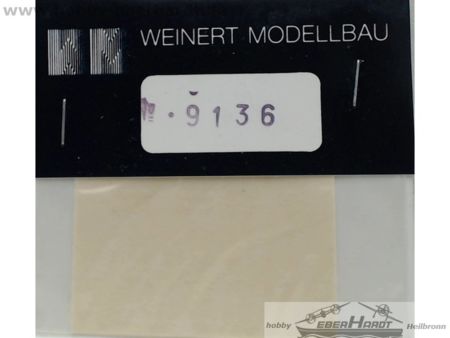 WEINERT MODELLBAU
9136
hobby EBERHARDT Heilbronn